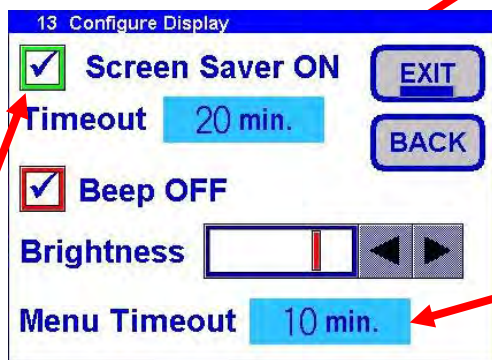 13 Configure Display
Screen Saver ON
EXIT
Timeout 20 min.
BACK
Beep OFF
Brightness
Menu Timeout 10 min.